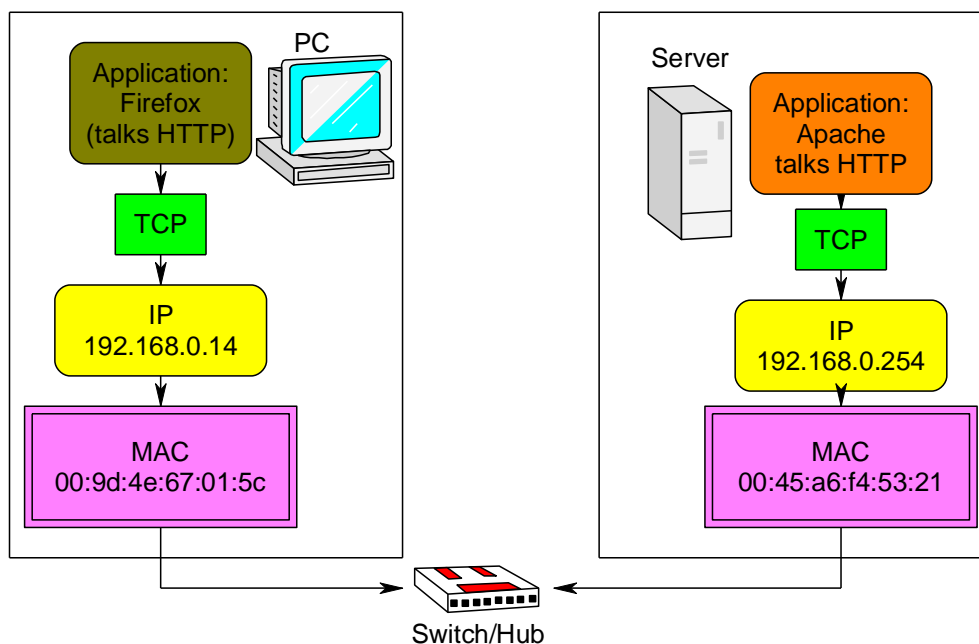 PC
Application:
Firefox
(talks HTTP)
TCP
IP
192.168.0.14
MAC
00:9d:4e:67:01:5c
Server
Application:
Apache
talks HTTP
TCP
IP
192.168.0.254
MAC
00:45:a6:f4:53:21
Switch/Hub